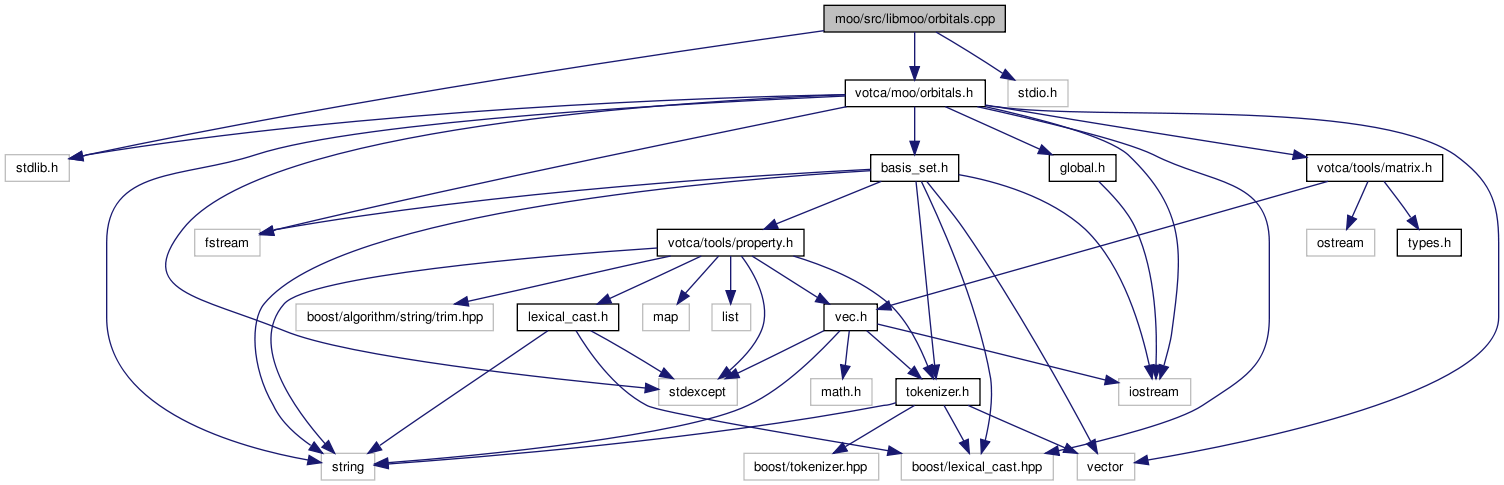 moo/src/libmoo/orbitals.cpp
votca/moo/orbitals.h
stdio.h
stdlib.h
basis_set.h
global.h
votca/tools/matrix.h
fstream
votca/tools/property.h
ostream
types.h
boost/algorithm/string/trim.hpp
lexical_cast.h
map
list
vec.h
stdexcept
math.h
tokenizer.h
iostream
string
boost/tokenizer.hpp
boost/lexical_cast.hpp
vector